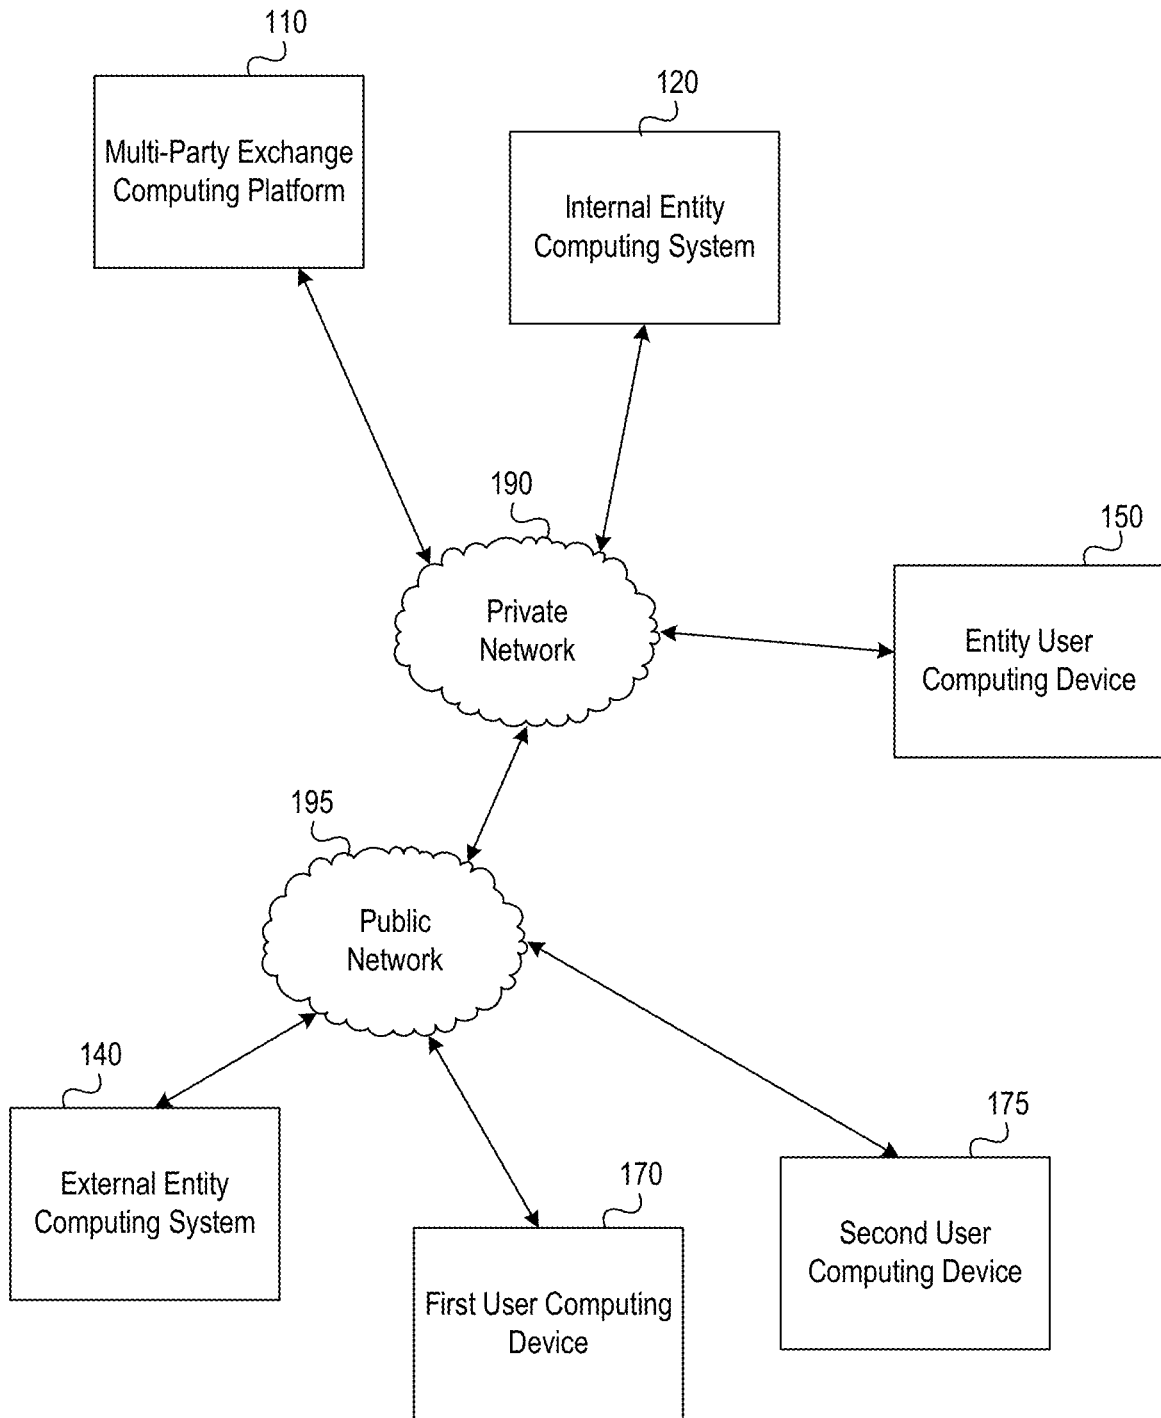 110
Multi-Party Exchange
Computing Platform
120
Internal Entity
Computing System
190
Private
Network
150
Entity User
Computing Device
195
Public
Network
140
External Entity
Computing System
170
First User Computing
Device
175
Second User
Computing Device